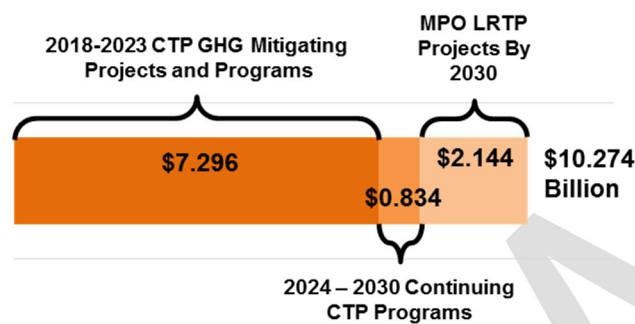 2018-2023 CTP GHG Mitigating
Projects and Programs
MPO LRTP
Projects By
2030
$7.296
$0.834
$2.144
$10.274
Billion
2024 – 2030 Continuing
CTP Programs